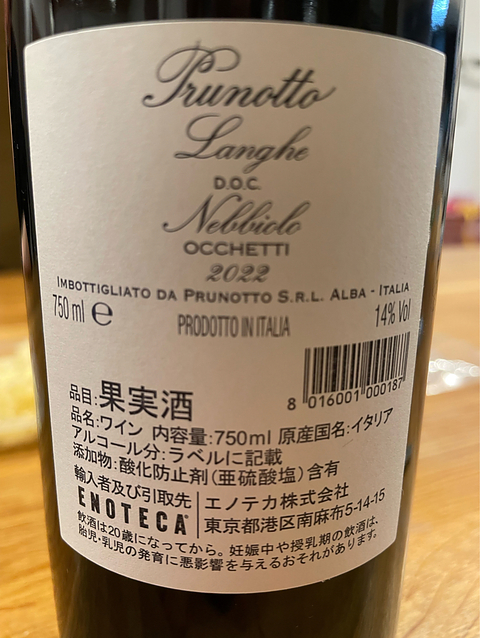 Prunotto
Langhe
D.O.C.
Nebbiolo
OCCHETTI
2022
IMBOTTIGLIATO DA PRUNOTTO S.R.L. ALBA - ITALIA
750 ml e 14% Vol
PRODOTTO IN ITALIA
8 016001 000187
品目:果実酒
品名:ワイン 内容量:750ml 原産国名:イタリア
アルコール分:ラベルに記載
添加物:酸化防止剤(亜硫酸塩)含有
輸入者及び引取先 エノテカ株式会社
ENOTECA 東京都港区南麻布5-14-15
飲酒は20歳になってから。妊娠中や授乳期の飲酒は、
胎児・乳児の発育に悪影響を与えるおそれがあります。